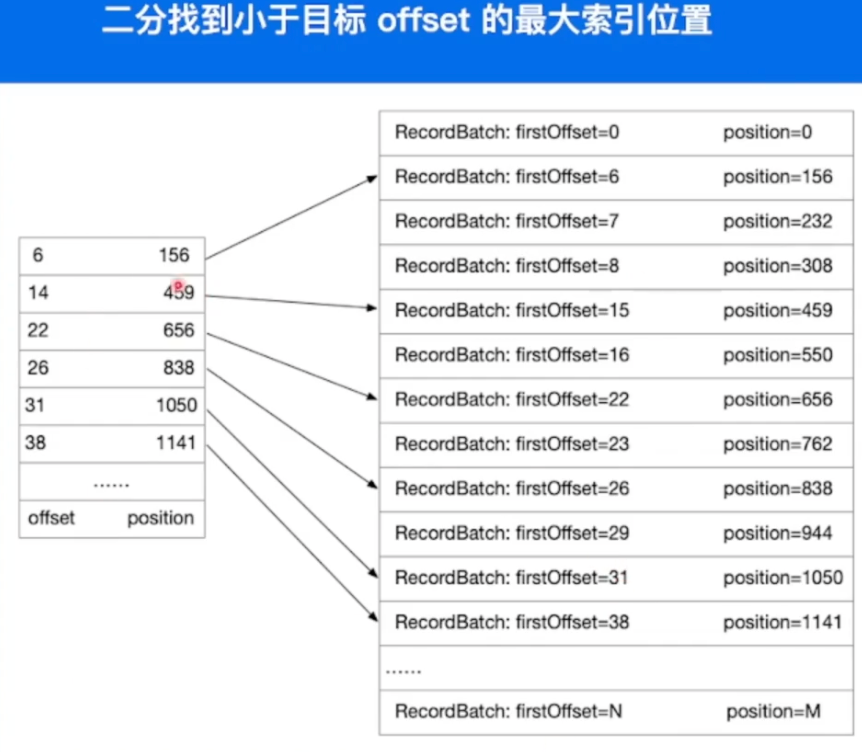 二分找到小于目标 offset 的最大索引位置
6 156
14 459
22 656
26 838
31 1050
38 1141
......
offset position
RecordBatch: firstOffset=0 position=0
RecordBatch: firstOffset=6 position=156
RecordBatch: firstOffset=7 position=232
RecordBatch: firstOffset=8 position=308
RecordBatch: firstOffset=15 position=459
RecordBatch: firstOffset=16 position=550
RecordBatch: firstOffset=22 position=656
RecordBatch: firstOffset=23 position=762
RecordBatch: firstOffset=26 position=838
RecordBatch: firstOffset=29 position=944
RecordBatch: firstOffset=31 position=1050
RecordBatch: firstOffset=38 position=1141
......
RecordBatch: firstOffset=N position=M